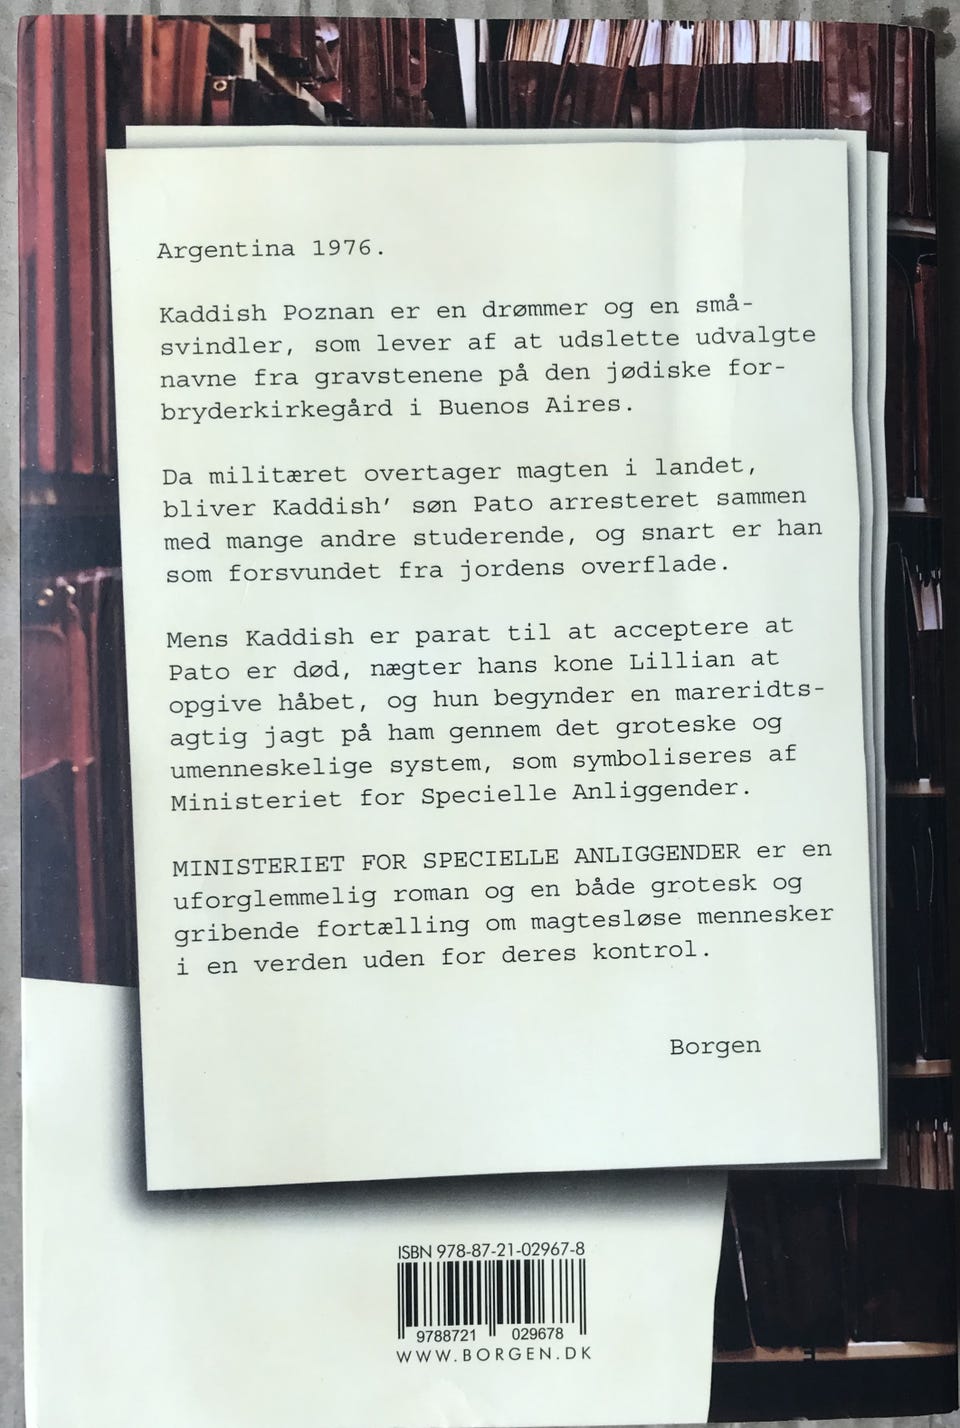 Argentina 1976.
Kaddish Poznan er en drømmer og en små-
svindler, som lever af at udslette udvalgte
navne fra gravstenene på den jødiske for-
bryderkirkegård i Buenos Aires.
Da militæret overtager magten i landet,
bliver Kaddish' søn Pato arresteret sammen
med mange andre studerende, og snart er han
som forsvundet fra jordens overflade.
Mens Kaddish er parat til at acceptere at
Pato er død, nægter hans kone Lillian at
opgive håbet, og hun begynder en mareridts-
agtig jagt på ham gennem det groteske og
umenneskelige system, som symboliseres af
Ministeriet for Specielle Anliggender.
MINISTERIET FOR SPECIELLE ANLIGGENDER er en
uforglemmelig roman og en både grotesk og
gribende fortælling om magtesløse mennesker
i en verden uden for deres kontrol.
Borgen
ISBN 978-87-21-02967-8
9788721 029678
WWW.BORGEN.DK